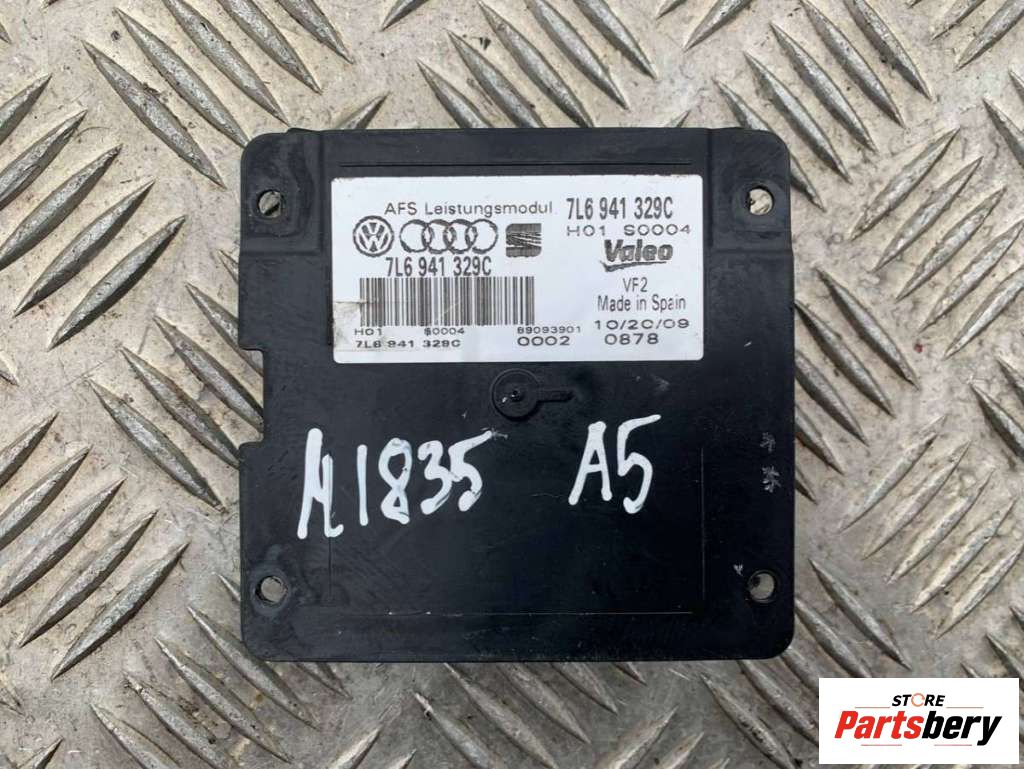 AFS Leistungsmodul 7L6 941 329C
H01 S0004
Valeo
7L6 941 329C
VF2
Made in Spain
H01 S0004 89093901
10/20/09
7L6 941 329C 0002 0878
A1835 A5
STORE
Partsbery